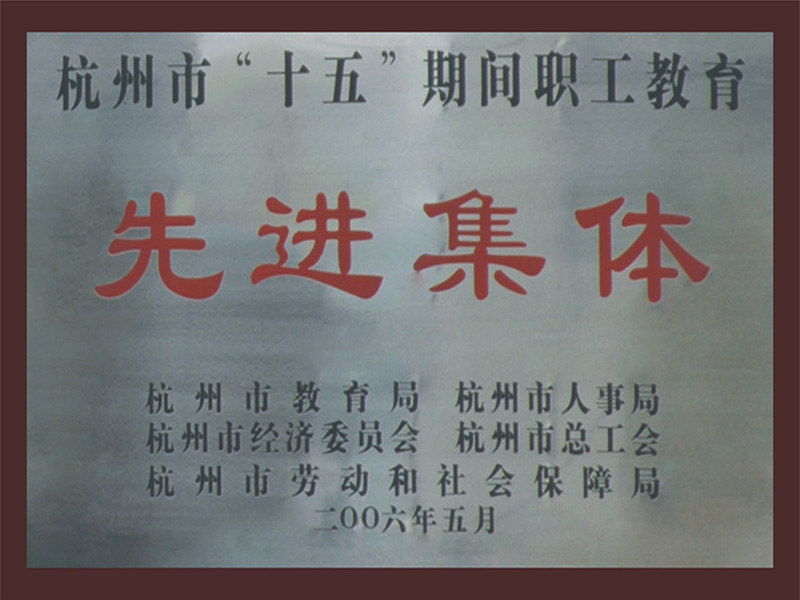 杭州市“十五”期间职工教育
先进集体
杭州市教育局 杭州市人事局
杭州市经济委员会 杭州市总工会
杭州市劳动和社会保障局
二〇〇六年五月